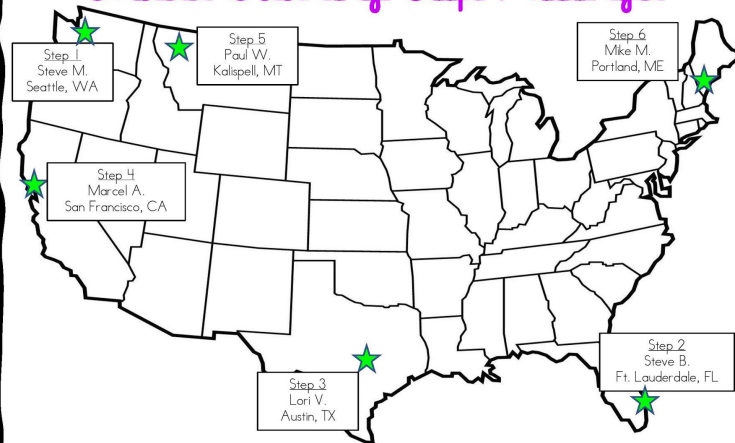 Step 1
Steve M.
Seattle, WA
Step 5
Paul W.
Kalispell, MT
Step 6
Mike M.
Portland, ME
Step 4
Marcel A.
San Francisco, CA
Step 2
Steve B.
Ft. Lauderdale, FL
Step 3
Lori V.
Austin, TX